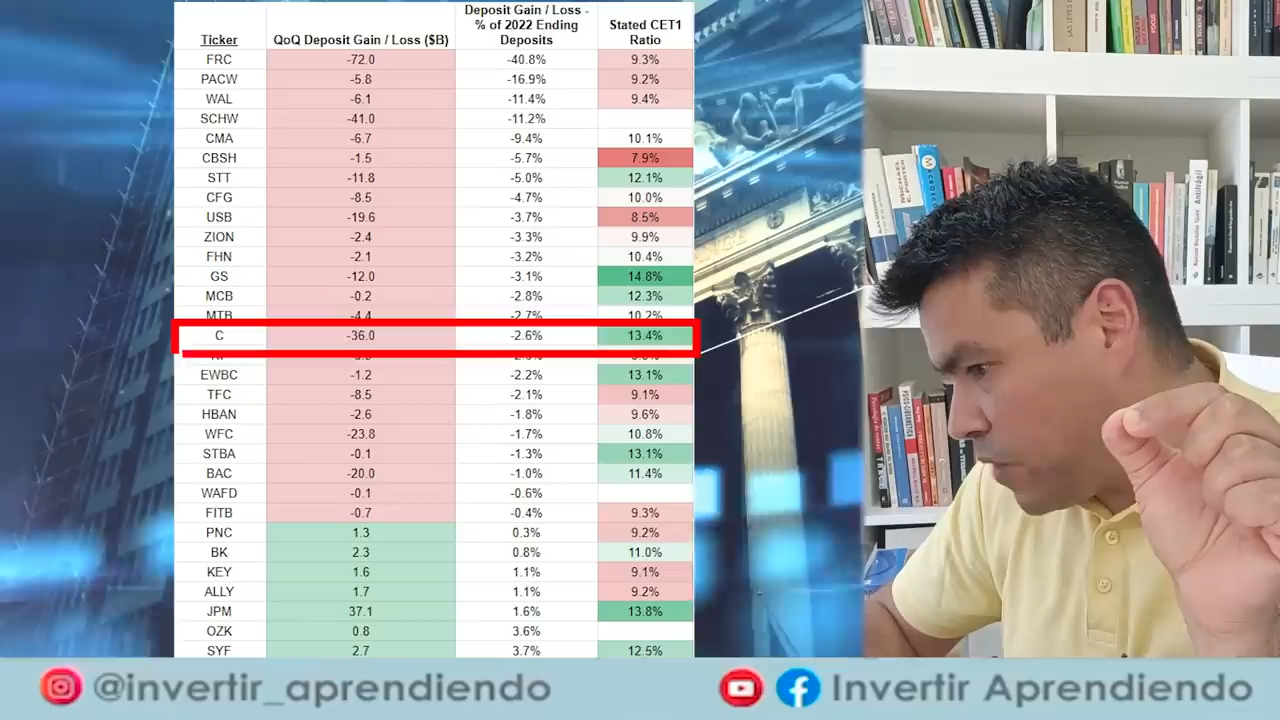 Ticker QoQ Deposit Gain / Loss ($B) Deposit Gain / Loss - % of 2022 Ending Deposits Stated CET1 Ratio
FRC -72.0 -40.8% 9.3%
PACW -5.8 -16.9% 9.2%
WAL -6.1 -11.4% 9.4%
SCHW -41.0 -11.2%
CMA -6.7 -9.4% 10.1%
CBSH -1.5 -5.7% 7.9%
STT -11.8 -5.0% 12.1%
CFG -8.5 -4.7% 10.0%
USB -19.6 -3.7% 8.5%
ZION -2.4 -3.3% 9.9%
FHN -2.1 -3.2% 10.4%
GS -12.0 -3.1% 14.8%
MCB -0.2 -2.8% 12.3%
MTB -4.4 -2.7% 10.2%
C -36.0 -2.6% 13.4%
EWBC -1.2 -2.2% 13.1%
TFC -8.5 -2.1% 9.1%
HBAN -2.6 -1.8% 9.6%
WFC -23.8 -1.7% 10.8%
STBA -0.1 -1.3% 13.1%
BAC -20.0 -1.0% 11.4%
WAFD -0.1 -0.6%
FITB -0.7 -0.4% 9.3%
PNC 1.3 0.3% 9.2%
BK 2.3 0.8% 11.0%
KEY 1.6 1.1% 9.1%
ALLY 1.7 1.1% 9.2%
JPM 37.1 1.6% 13.8%
OZK 0.8 3.6%
SYF 2.7 3.7% 12.5%
MICHAEL E. PORTER
Antifrágil
@invertir_aprendiendo
Invertir Aprendiendo